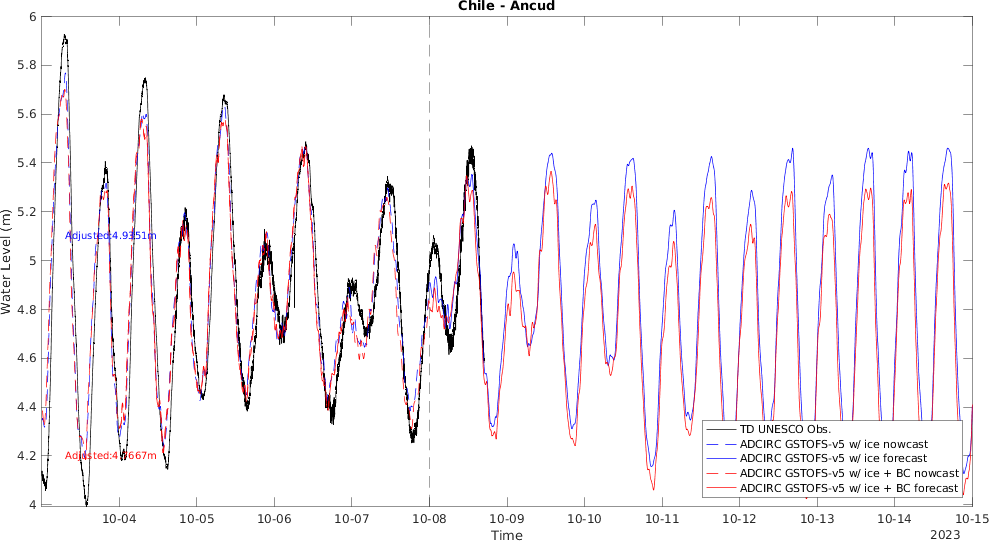 Chile - Ancud
6
5.8
5.6
5.4
5.2
5
4.8
4.6
4.4
4.2
4
Water Level (m)
Adjusted:4.9351m
TD UNESCO Obs.
ADCIRC GSTOFS-v5 w/ ice nowcast
ADCIRC GSTOFS-v5 w/ ice forecast
ADCIRC GSTOFS-v5 w/ ice + BC nowcast
ADCIRC GSTOFS-v5 w/ ice + BC forecast
10-04 10-05 10-06 10-07 10-08 10-09 10-10 10-11 10-12 10-13 10-14 10-15
Time
2023